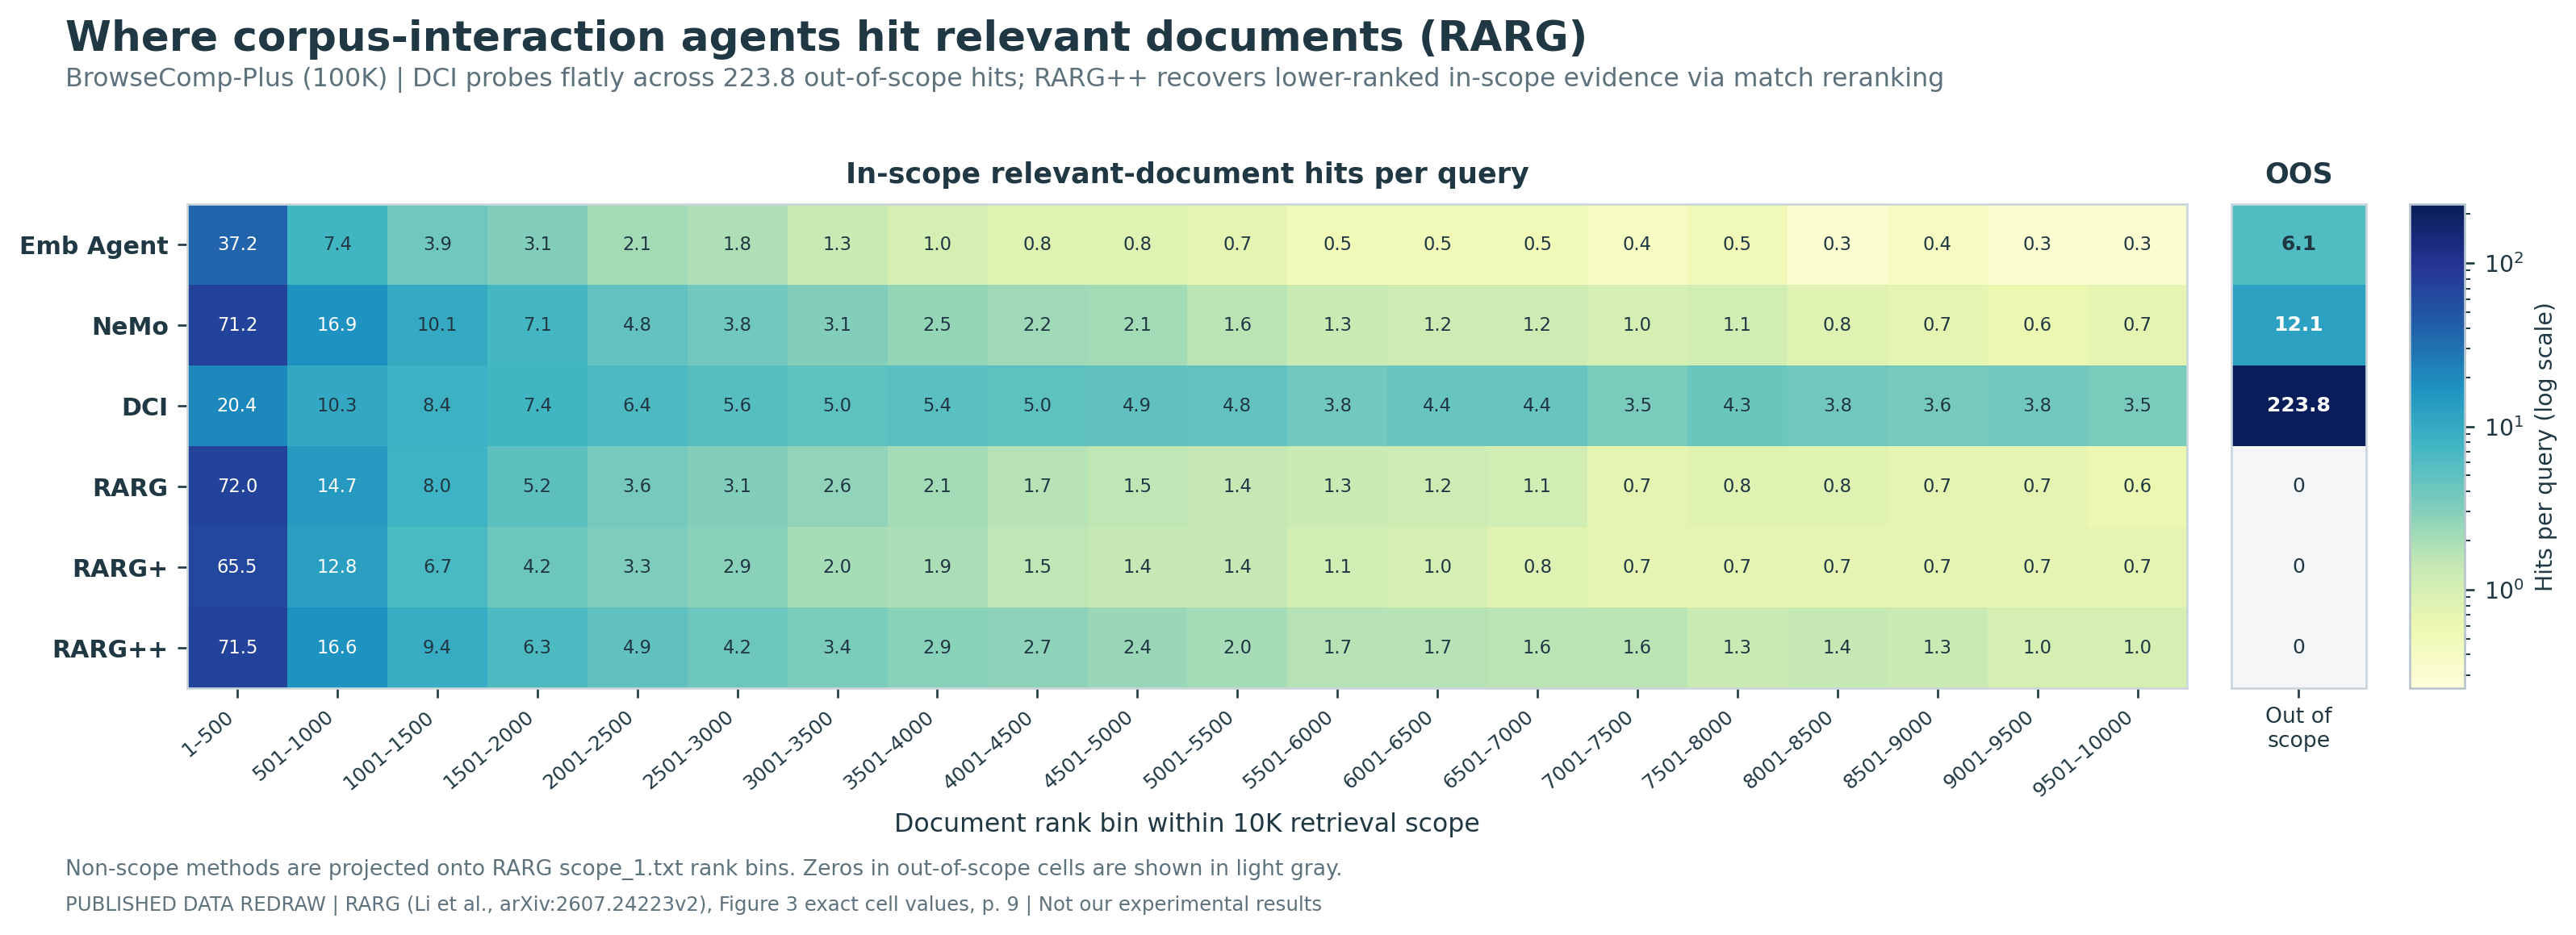 Where corpus-interaction agents hit relevant documents (RARG)
BrowseComp-Plus (100K) | DCI probes flatly across 223.8 out-of-scope hits; RARG++ recovers lower-ranked in-scope evidence via match reranking
In-scope relevant-document hits per query
OOS
Emb Agent 37.2 7.4 3.9 3.1 2.1 1.8 1.3 1.0 0.8 0.8 0.7 0.5 0.5 0.5 0.4 0.5 0.3 0.4 0.3 0.3 6.1
NeMo 71.2 16.9 10.1 7.1 4.8 3.8 3.1 2.5 2.2 2.1 1.6 1.3 1.2 1.2 1.0 1.1 0.8 0.7 0.6 0.7 12.1
DCI 20.4 10.3 8.4 7.4 6.4 5.6 5.0 5.4 5.0 4.9 4.8 3.8 4.4 4.4 3.5 4.3 3.8 3.6 3.8 3.5 223.8
RARG 72.0 14.7 8.0 5.2 3.6 3.1 2.6 2.1 1.7 1.5 1.4 1.3 1.2 1.1 0.7 0.8 0.8 0.7 0.7 0.6 0
RARG+ 65.5 12.8 6.7 4.2 3.3 2.9 2.0 1.9 1.5 1.4 1.4 1.1 1.0 0.8 0.7 0.7 0.7 0.7 0.7 0.7 0
RARG++ 71.5 16.6 9.4 6.3 4.9 4.2 3.4 2.9 2.7 2.4 2.0 1.7 1.7 1.6 1.6 1.3 1.4 1.3 1.0 1.0 0
1–500 501–1000 1001–1500 1501–2000 2001–2500 2501–3000 3001–3500 3501–4000 4001–4500 4501–5000 5001–5500 5501–6000 6001–6500 6501–7000 7001–7500 7501–8000 8001–8500 8501–9000 9001–9500 9501–10000
Out of
scope
10²
10¹
10⁰
Hits per query (log scale)
Document rank bin within 10K retrieval scope
Non-scope methods are projected onto RARG scope_1.txt rank bins. Zeros in out-of-scope cells are shown in light gray.
PUBLISHED DATA REDRAW | RARG (Li et al., arXiv:2607.24223v2), Figure 3 exact cell values, p. 9 | Not our experimental results